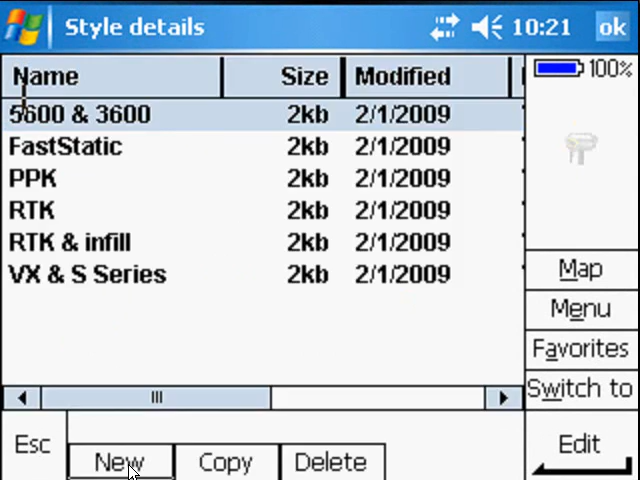 Style details 10:21 ok
Name Size Modified 100%
5600 & 3600 2kb 2/1/2009
FastStatic 2kb 2/1/2009
PPK 2kb 2/1/2009
RTK 2kb 2/1/2009
RTK & infill 2kb 2/1/2009
VX & S Series 2kb 2/1/2009
Map
Menu
Favorites
Switch to
Esc New Copy Delete Edit